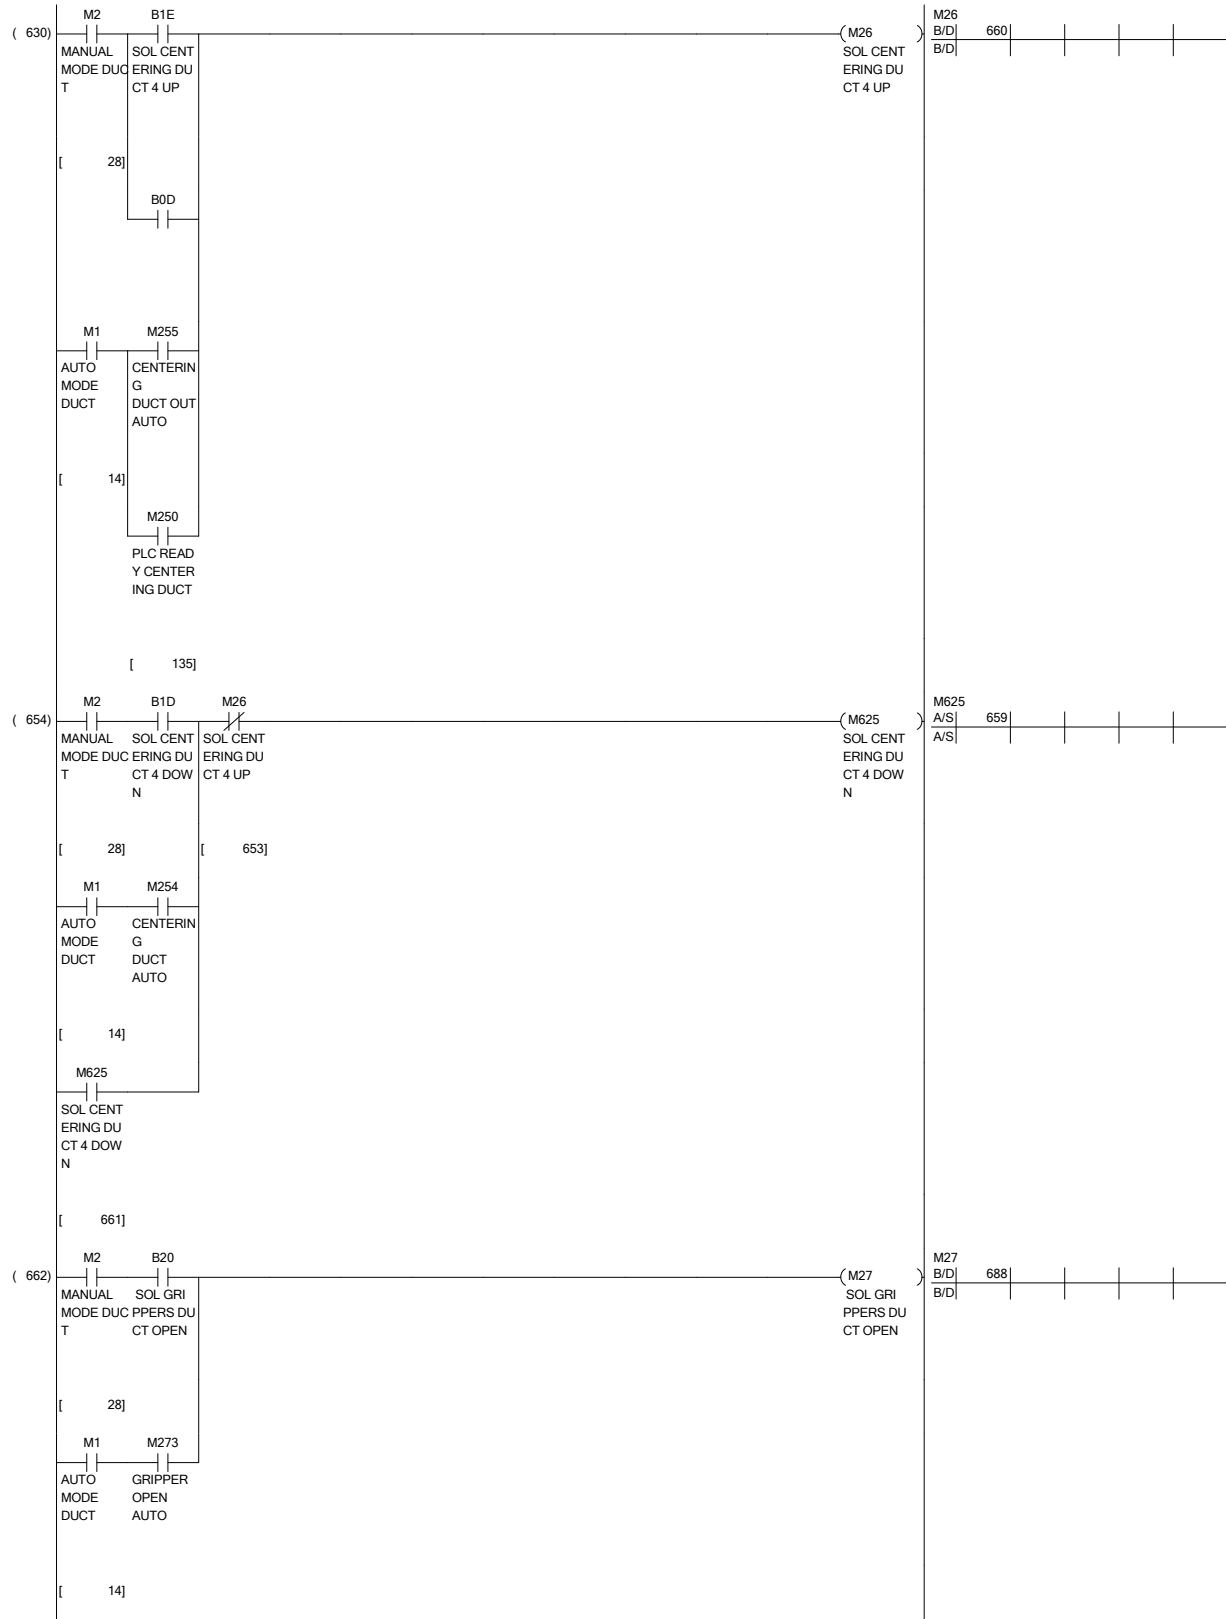 M2 B1E M26
( 630) (M26 ) B/D 660
MANUAL SOL CENT SOL CENT B/D
MODE DUC ERING DU ERING DU
T CT 4 UP CT 4 UP
[ 28]
B0D
M1 M255
AUTO CENTERIN
MODE G
DUCT DUCT OUT
AUTO
[ 14]
M250
PLC READ
Y CENTER
ING DUCT
[ 135]
M2 B1D M26 M625
( 654) (M625 ) A/S 659
MANUAL SOL CENT SOL CENT SOL CENT A/S
MODE DUC ERING DU ERING DU ERING DU
T CT 4 DOW CT 4 UP CT 4 DOW
N N
[ 28] [ 653]
M1 M254
AUTO CENTERIN
MODE G
DUCT DUCT
AUTO
[ 14]
M625
SOL CENT
ERING DU
CT 4 DOW
N
[ 661]
M2 B20 M27
( 662) (M27 ) B/D 688
MANUAL SOL GRI SOL GRI B/D
MODE DUC PPERS DU PPERS DU
T CT OPEN CT OPEN
[ 28]
M1 M273
AUTO GRIPPER
MODE OPEN
DUCT AUTO
[ 14]